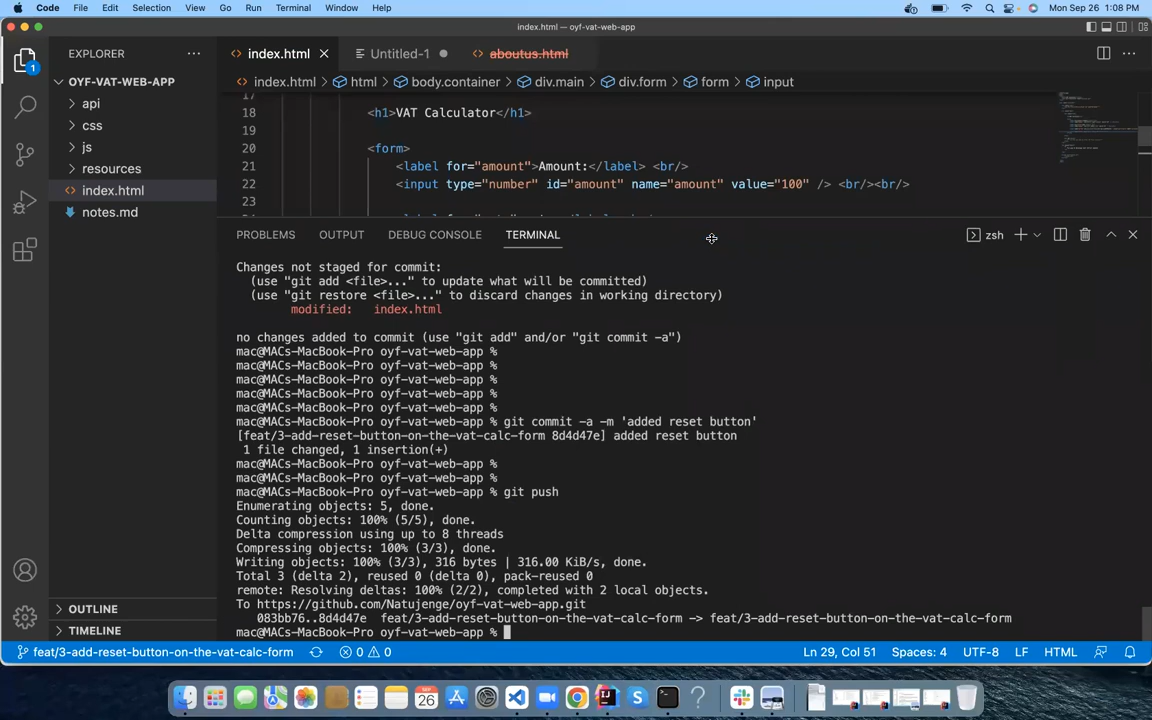 Code File Edit Selection View Go Run Terminal Window Help Mon Sep 26 1:08 PM
index.html — oyf-vat-web-app
EXPLORER ···
index.html Untitled-1 aboutus.html
1
OYF-VAT-WEB-APP
index.html > html > body.container > div.main > div.form > form > input
api
css
js
resources
index.html
notes.md
17
18 <h1>VAT Calculator</h1>
19
20 <form>
21 <label for="amount">Amount:</label> <br/>
22 <input type="number" id="amount" name="amount" value="100" /> <br/><br/>
23
PROBLEMS OUTPUT DEBUG CONSOLE TERMINAL zsh
Changes not staged for commit:
(use "git add <file>..." to update what will be committed)
(use "git restore <file>..." to discard changes in working directory)
modified: index.html
no changes added to commit (use "git add" and/or "git commit -a")
mac@MACs-MacBook-Pro oyf-vat-web-app %
mac@MACs-MacBook-Pro oyf-vat-web-app %
mac@MACs-MacBook-Pro oyf-vat-web-app %
mac@MACs-MacBook-Pro oyf-vat-web-app %
mac@MACs-MacBook-Pro oyf-vat-web-app %
mac@MACs-MacBook-Pro oyf-vat-web-app % git commit -a -m 'added reset button'
[feat/3-add-reset-button-on-the-vat-calc-form 8d4d47e] added reset button
1 file changed, 1 insertion(+)
mac@MACs-MacBook-Pro oyf-vat-web-app %
mac@MACs-MacBook-Pro oyf-vat-web-app %
mac@MACs-MacBook-Pro oyf-vat-web-app % git push
Enumerating objects: 5, done.
Counting objects: 100% (5/5), done.
Delta compression using up to 8 threads
Compressing objects: 100% (3/3), done.
Writing objects: 100% (3/3), 316 bytes | 316.00 KiB/s, done.
Total 3 (delta 2), reused 0 (delta 0), pack-reused 0
remote: Resolving deltas: 100% (2/2), completed with 2 local objects.
To https://github.com/Natujenge/oyf-vat-web-app.git
083bb76..8d4d47e feat/3-add-reset-button-on-the-vat-calc-form -> feat/3-add-reset-button-on-the-vat-calc-form
mac@MACs-MacBook-Pro oyf-vat-web-app %
OUTLINE
TIMELINE
feat/3-add-reset-button-on-the-vat-calc-form 0 0 Ln 29, Col 51 Spaces: 4 UTF-8 LF HTML
SEP
26